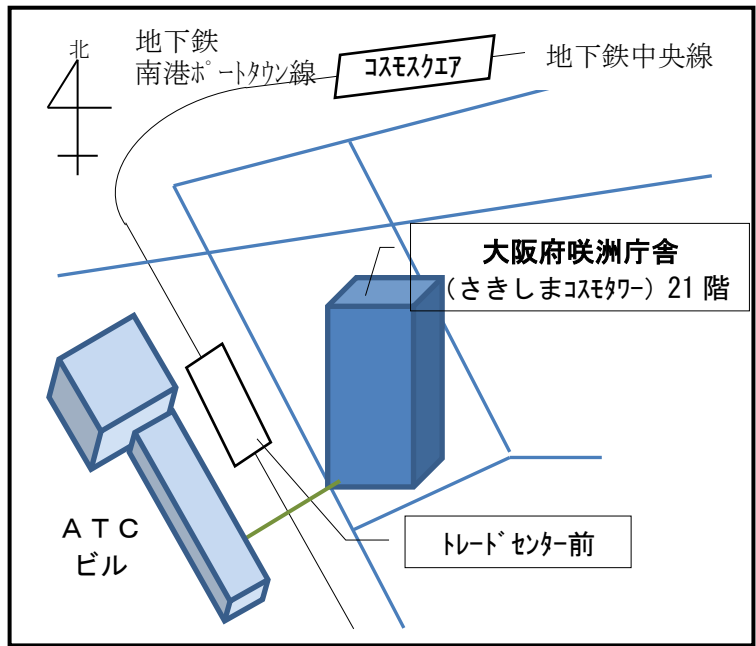 北
地下鉄
南港ﾎﾟｰﾄﾀｳﾝ線
ｺｽﾓｽｸｴｱ
地下鉄中央線
大阪府咲洲庁舎
（さきしまｺｽﾓﾀﾜｰ）21 階
ＡＴＣ
ビル
ﾄﾚｰﾄﾞｾﾝﾀｰ前